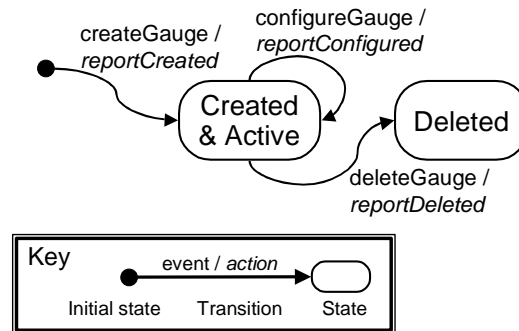 createGauge /
reportCreated
configureGauge /
reportConfigured
Created
& Active
Deleted
deleteGauge /
reportDeleted
Key
event / action
Initial state
Transition
State